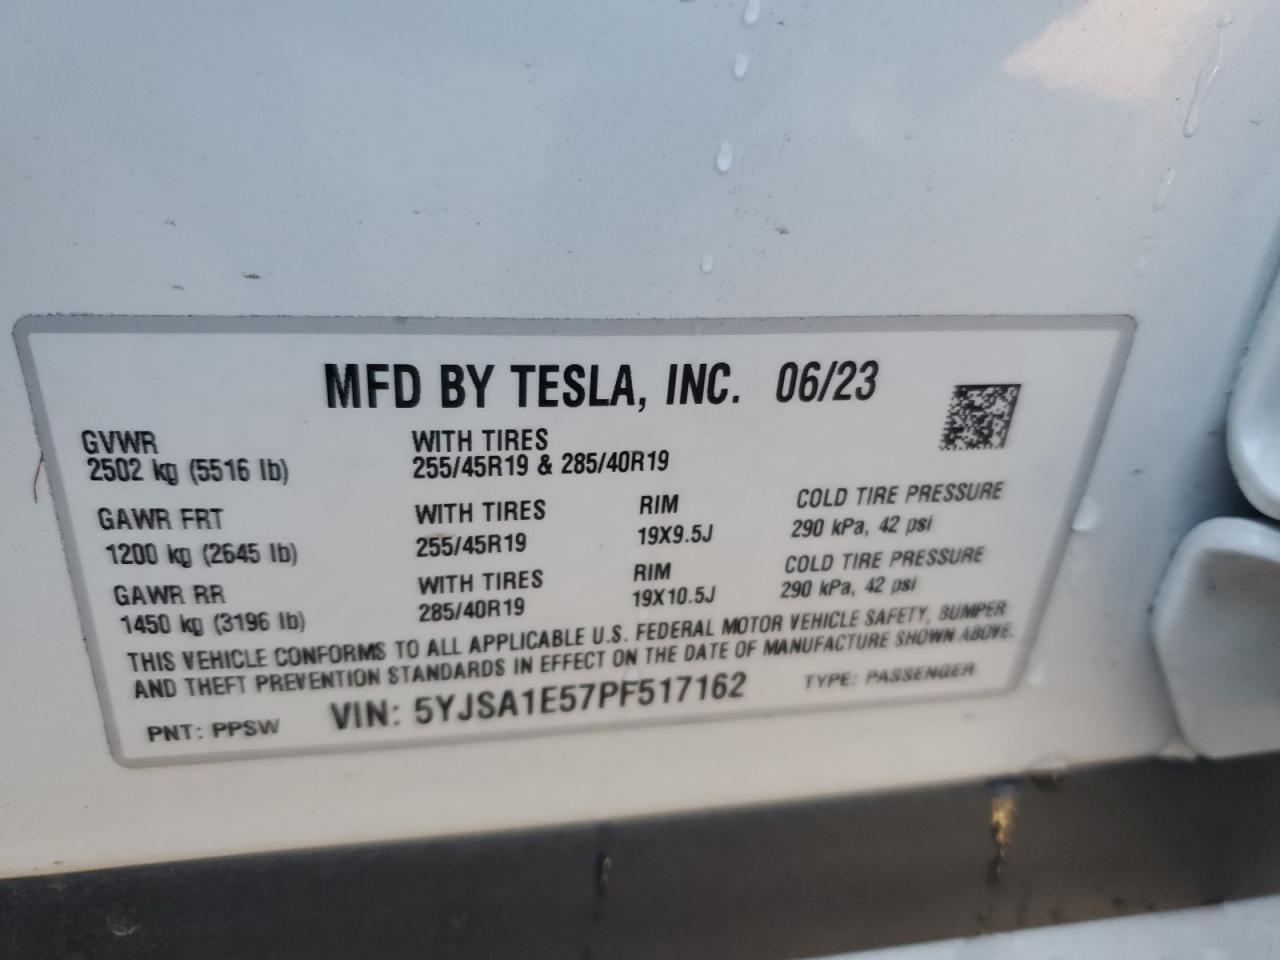 MFD BY TESLA, INC. 06/23
GVWR
2502 kg (5516 lb)
WITH TIRES
255/45R19 & 285/40R19
GAWR FRT
1200 kg (2645 lb)
WITH TIRES
255/45R19
RIM
19X9.5J
COLD TIRE PRESSURE
290 kPa, 42 psi
GAWR RR
1450 kg (3196 lb)
WITH TIRES
285/40R19
RIM
19X10.5J
COLD TIRE PRESSURE
290 kPa, 42 psi
THIS VEHICLE CONFORMS TO ALL APPLICABLE U.S. FEDERAL MOTOR VEHICLE SAFETY, BUMPER
AND THEFT PREVENTION STANDARDS IN EFFECT ON THE DATE OF MANUFACTURE SHOWN ABOVE.
PNT: PPSW VIN: 5YJSA1E57PF517162 TYPE: PASSENGER